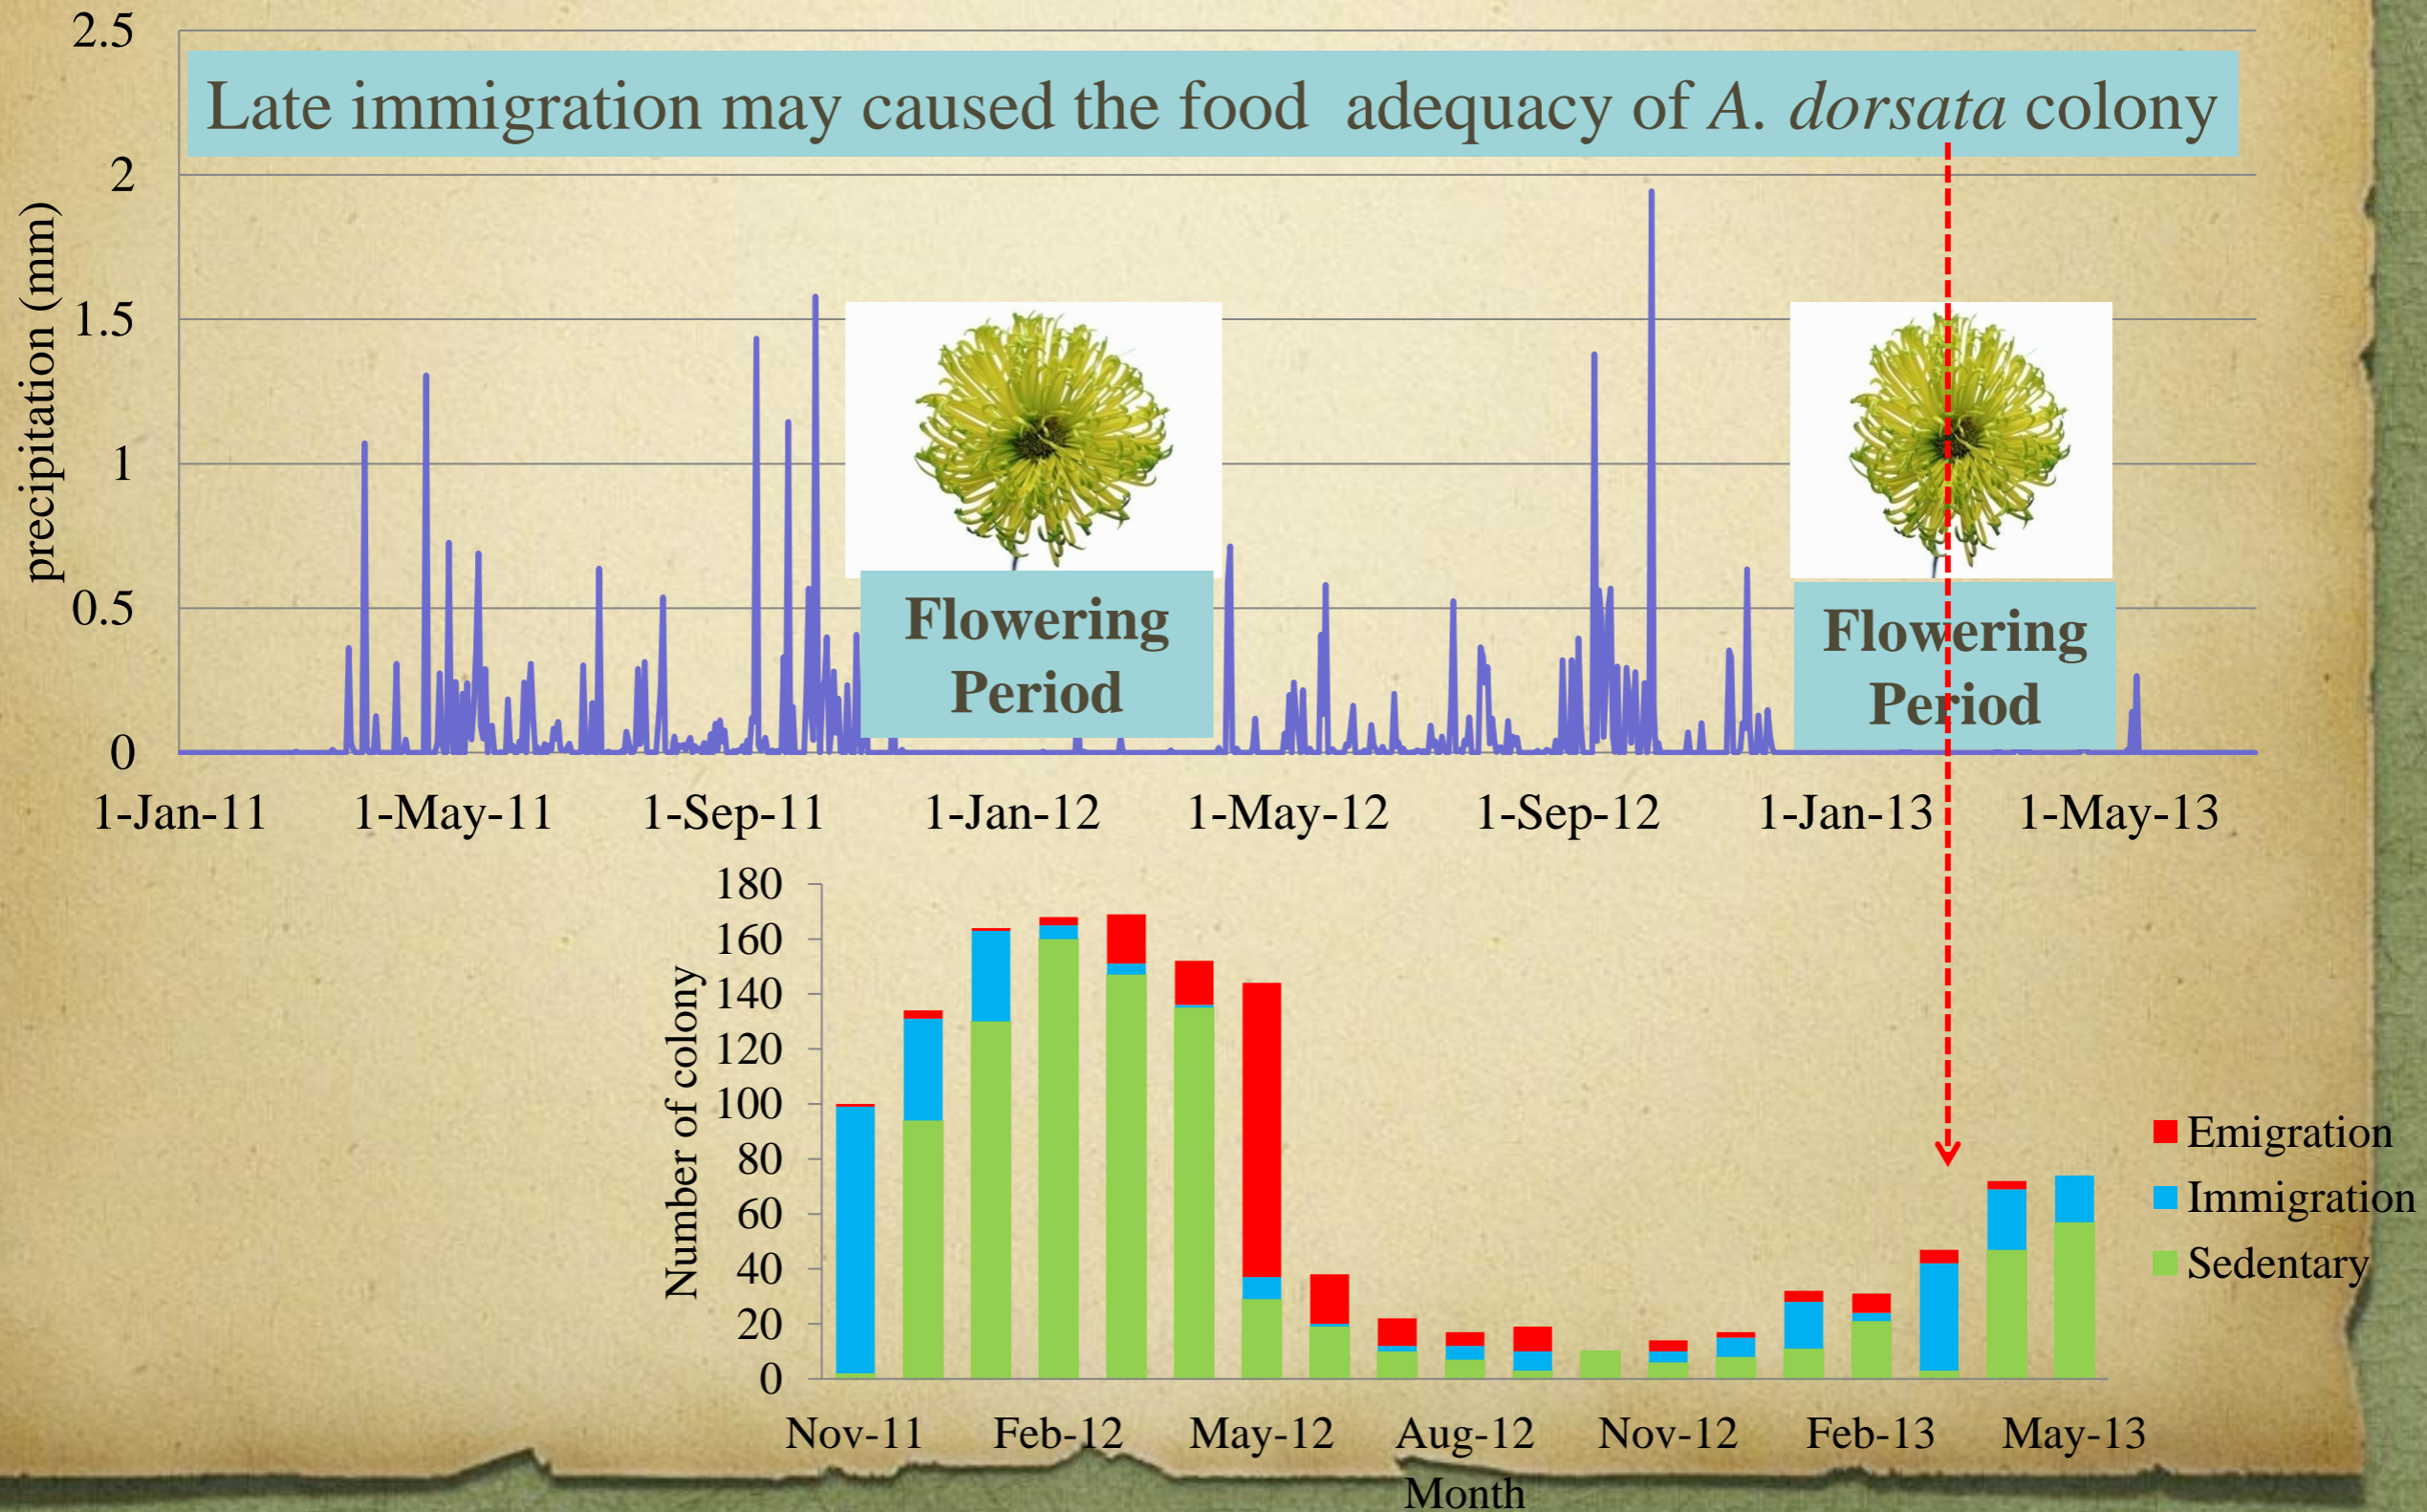 Late immigration may caused the food adequacy of A. dorsata colony
precipitation (mm)
2.5
2
1.5
1
0.5
0
Flowering
Period
Flowering
Period
1-Jan-11 1-May-11 1-Sep-11 1-Jan-12 1-May-12 1-Sep-12 1-Jan-13 1-May-13
Number of colony
180
160
140
120
100
80
60
40
20
0
Emigration
Immigration
Sedentary
Nov-11 Feb-12 May-12 Aug-12 Nov-12 Feb-13 May-13
Month